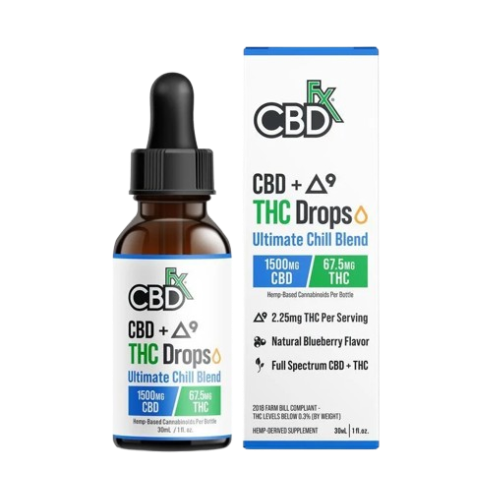 CBD
FX
CBD + Δ9
THC Drops
Ultimate Chill Blend
1500MG
CBD
67.5MG
THC
Hemp-Based Cannabinoids Per Bottle
30mL / 1 fl. oz.
CBD
FX
CBD + Δ9
THC Drops
Ultimate Chill Blend
1500MG
CBD
67.5MG
THC
Hemp-Based Cannabinoids Per Bottle
Δ9 2.25mg THC Per Serving
Natural Blueberry Flavor
Full Spectrum CBD + THC
2018 FARM BILL COMPLIANT -
THC LEVELS BELOW 0.3% (BY WEIGHT)
HEMP-DERIVED SUPPLEMENT
30mL | 1 fl. oz.